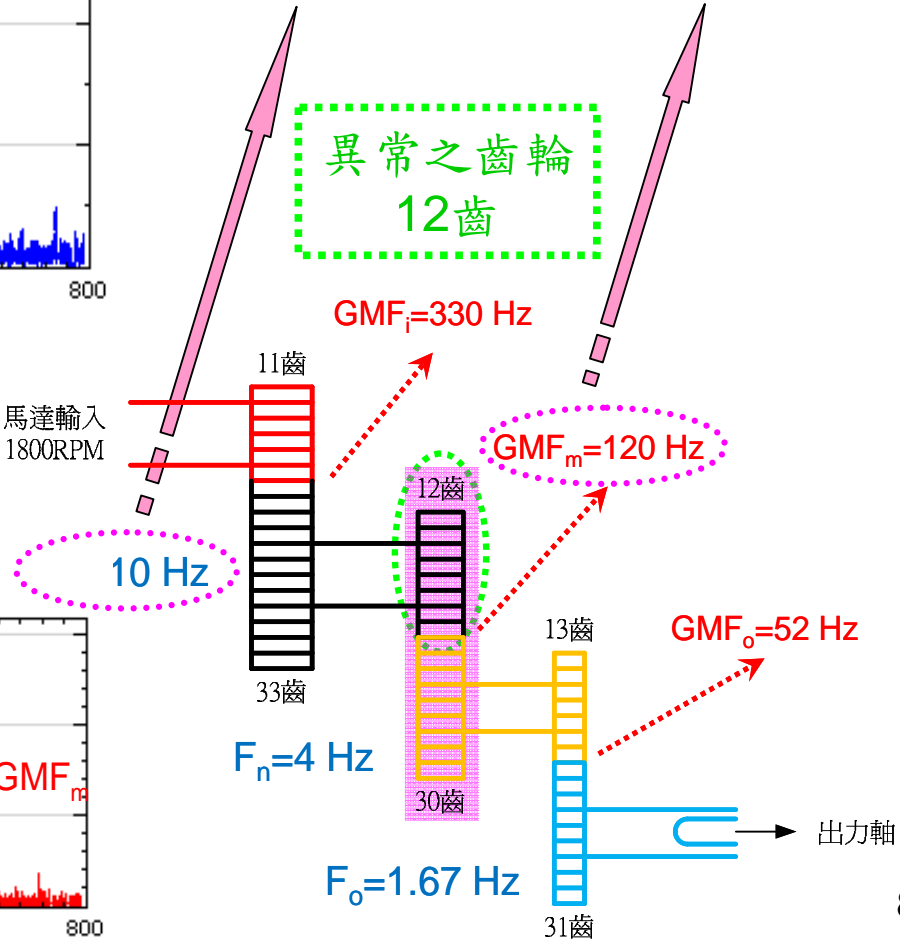 異常之齒輪
12齒
800
GMFi=330 Hz
11齒
馬達輸入
1800RPM
GMFm=120 Hz
12齒
10 Hz
13齒
GMFo=52 Hz
33齒
Fn=4 Hz
GMFm
30齒
出力軸
Fo=1.67 Hz
31齒
800